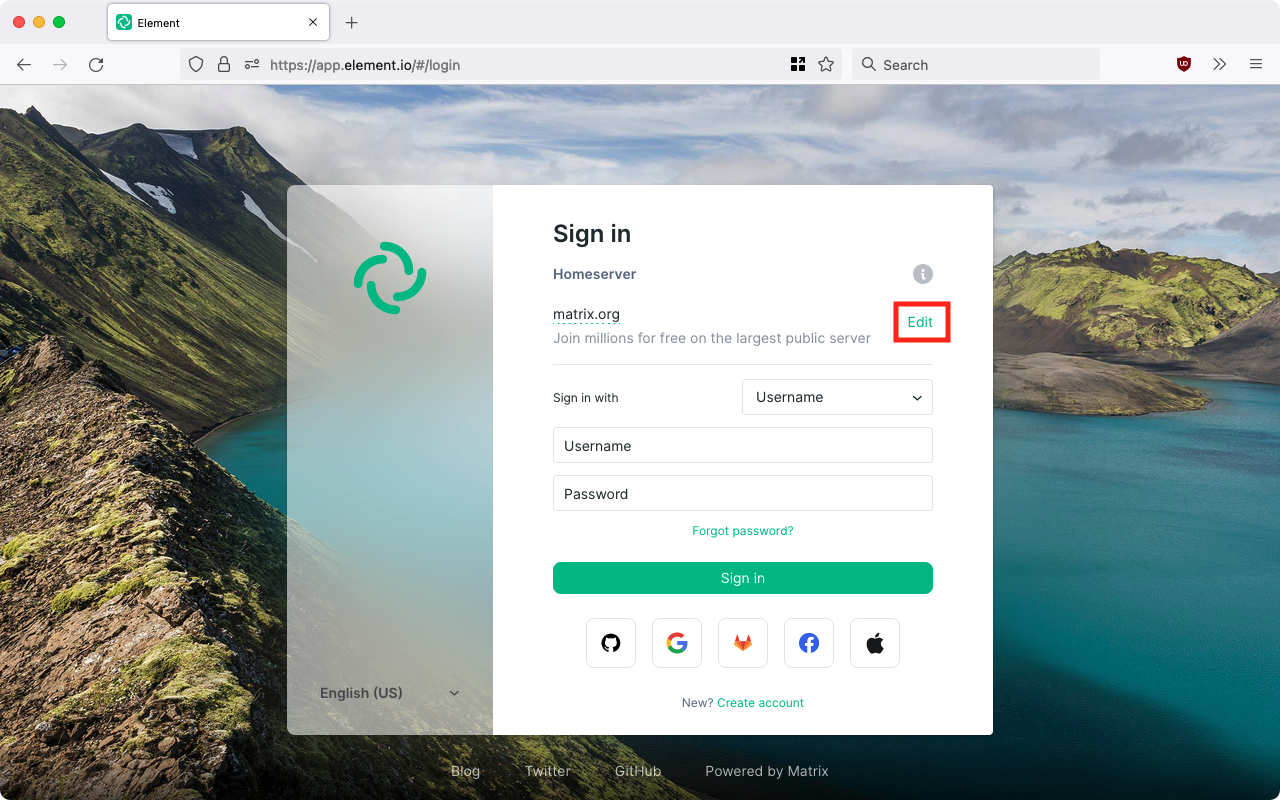 Element
https://app.element.io/#/login
Search
Sign in
Homeserver
matrix.org
Edit
Join millions for free on the largest public server
Sign in with
Username
Username
Password
Forgot password?
Sign in
English (US)
New? Create account
Blog
Twitter
GitHub
Powered by Matrix